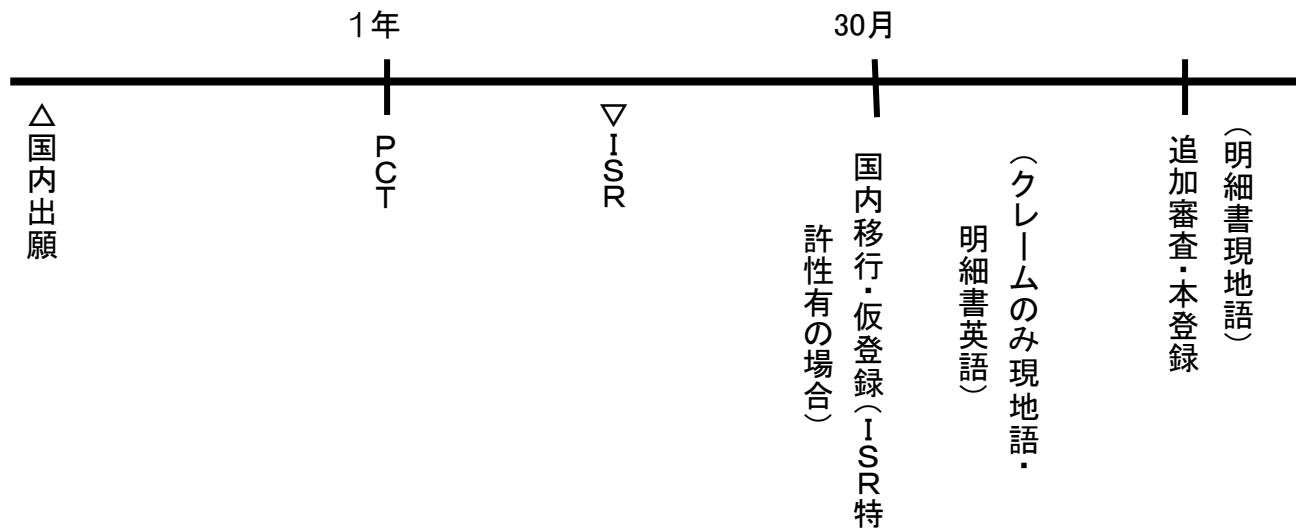 1年
30月
△国内出願
PCT
▽ISR
国内移行・仮登録(ISR特
許性有の場合)
(クレームのみ現地語・
明細書英語)
追加審査・本登録
(明細書現地語)